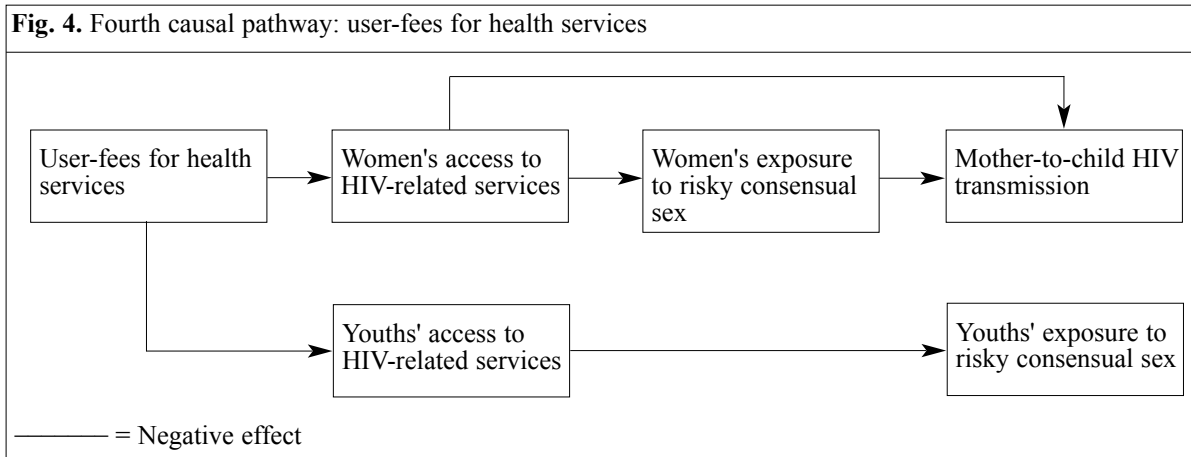 Fig. 4. Fourth causal pathway: user-fees for health services
User-fees for health
services
Women's access to
HIV-related services
Women's exposure
to risky consensual
sex
Mother-to-child HIV
transmission
Youths' access to
HIV-related services
Youths' exposure to
risky consensual sex
= Negative effect